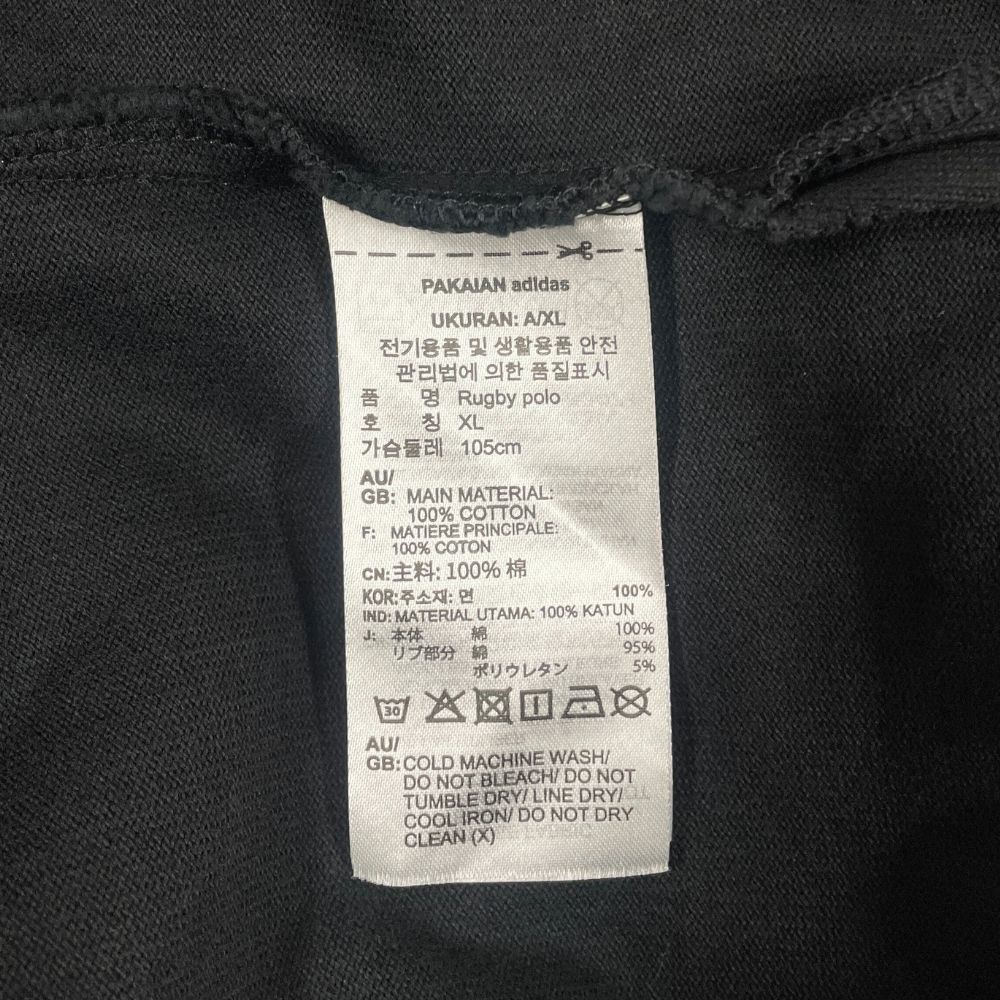 PAKAIAN adidas
UKURAN: A/XL
전기용품 및 생활용품 안전
관리법에 의한 품질표시
품 명 Rugby polo
호 칭 XL
가슴둘레 105cm
AU/
GB: MAIN MATERIAL:
100% COTTON
F: MATIERE PRINCIPALE:
100% COTON
CN:主料: 100% 棉
KOR:주소재: 면 100%
IND: MATERIAL UTAMA: 100% KATUN
J: 本体 綿 100%
リブ部分 綿 95%
ポリウレタン 5%
30
AU/
GB: COLD MACHINE WASH/
DO NOT BLEACH/ DO NOT
TUMBLE DRY/ LINE DRY/
COOL IRON/ DO NOT DRY
CLEAN (X)